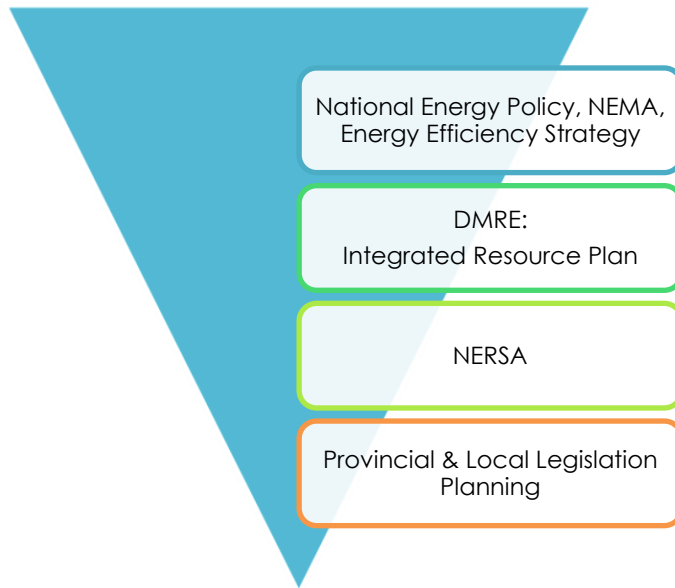 National Energy Policy, NEMA,
Energy Efficiency Strategy
DMRE:
Integrated Resource Plan
NERSA
Provincial & Local Legislation
Planning